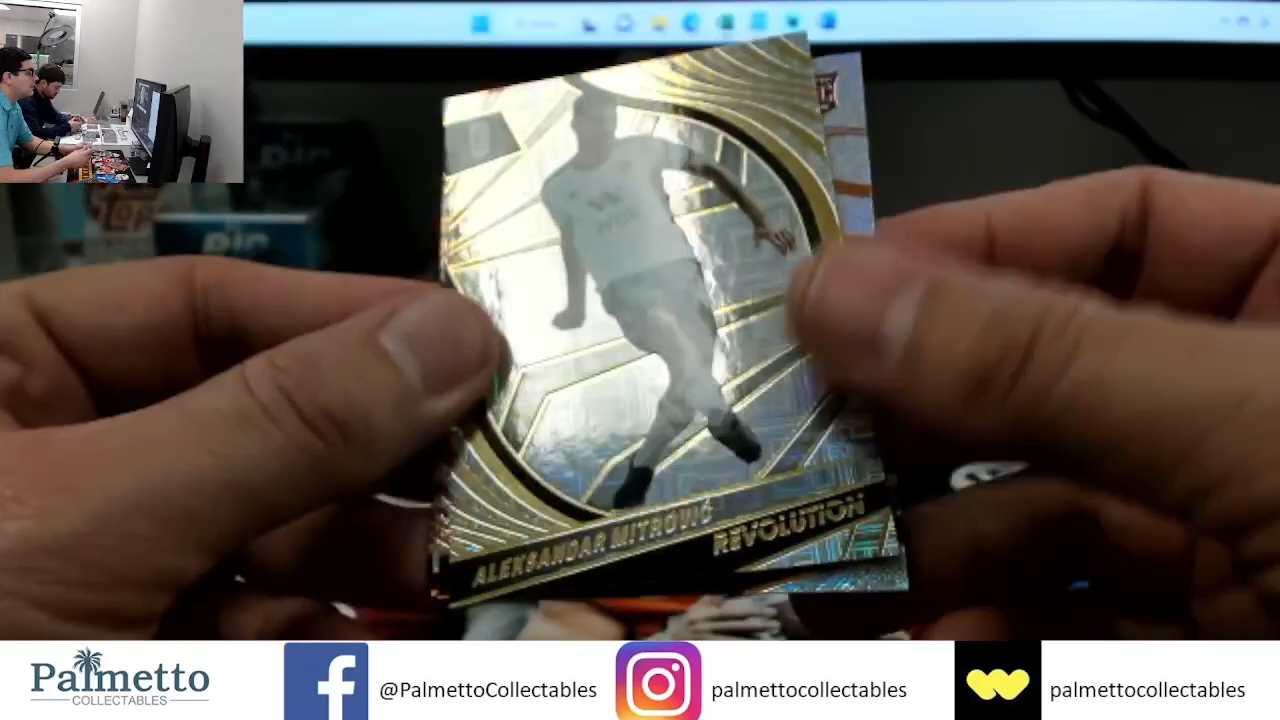 ALEKSANDAR MITROVIĆ
REVOLUTION
Palmetto
COLLECTABLES
@PalmettoCollectables
palmettocollectables
palmettocollectables